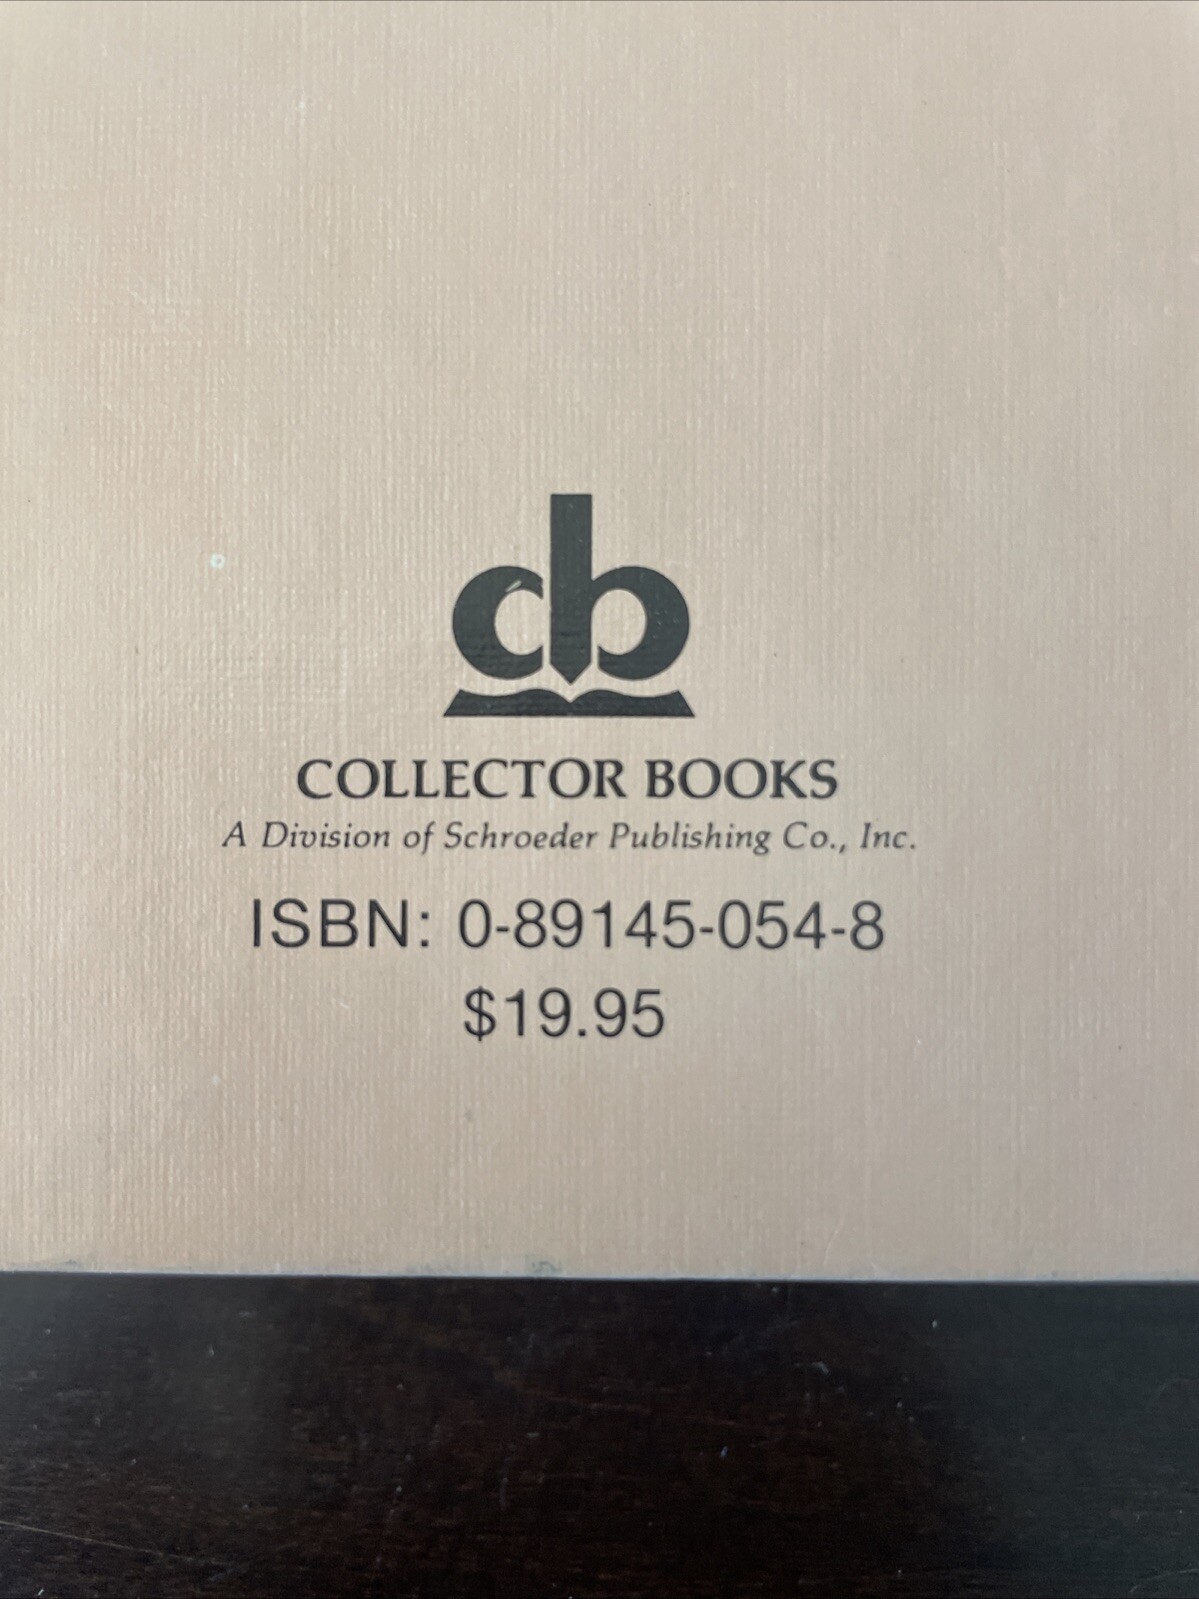 cb
COLLECTOR BOOKS
A Division of Schroeder Publishing Co., Inc.
ISBN: 0-89145-054-8
$19.95